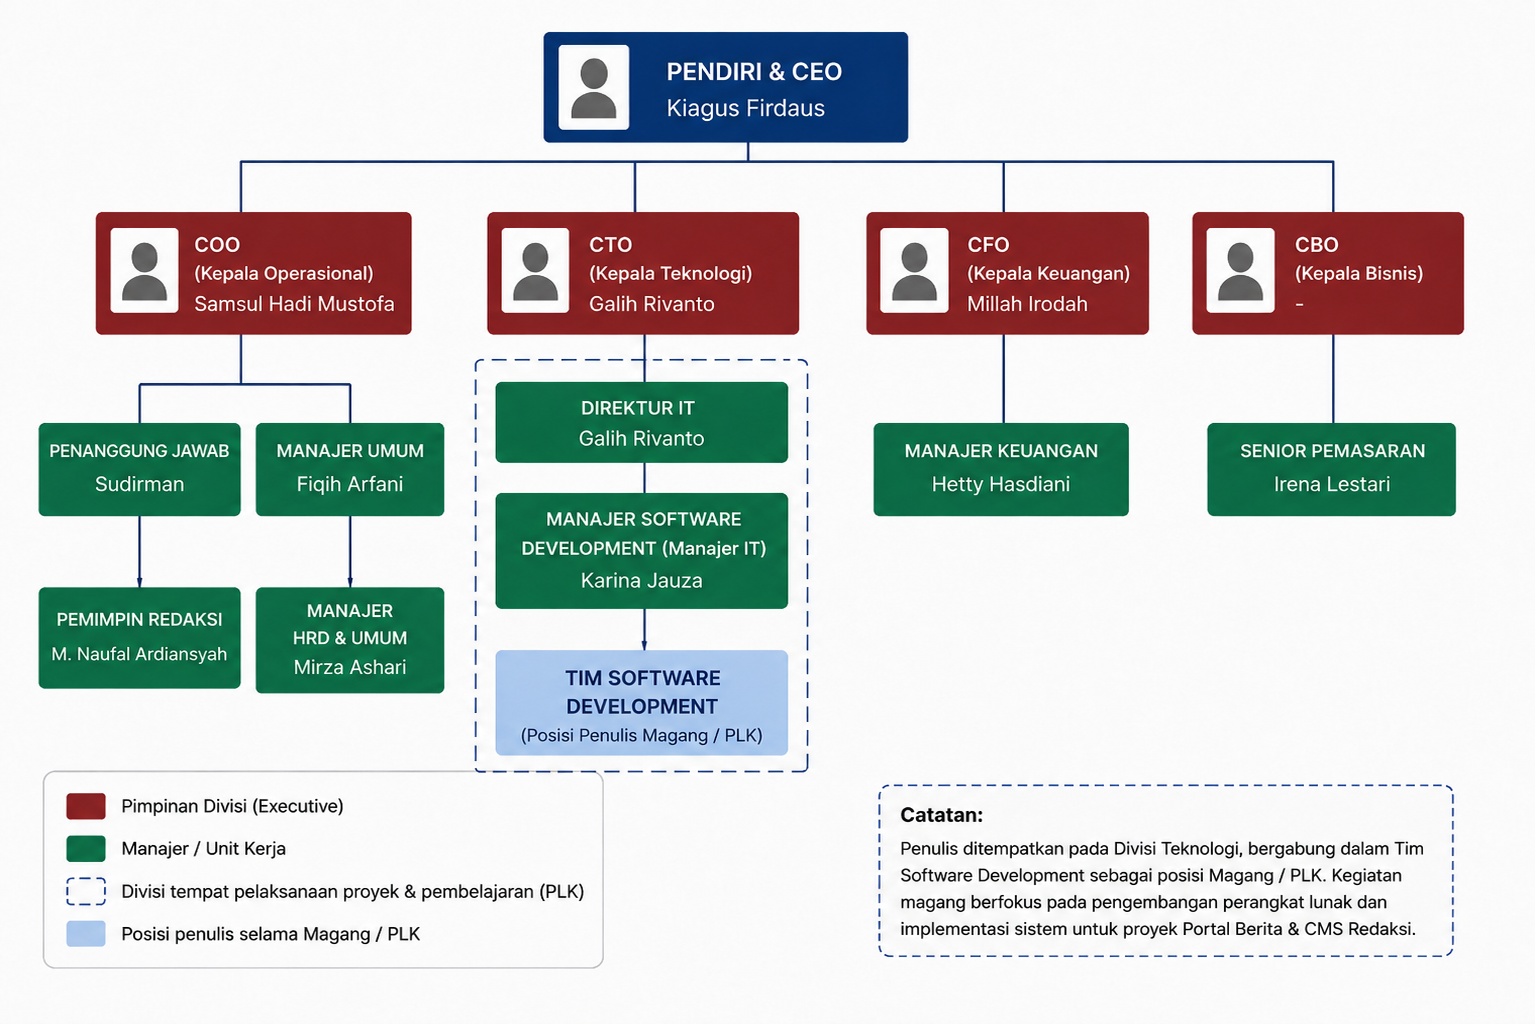 PENDIRI & CEO
Kiagus Firdaus
COO
(Kepala Operasional)
Samsul Hadi Mustofa
CTO
(Kepala Teknologi)
Galih Rivanto
CFO
(Kepala Keuangan)
Millah Irodah
CBO
(Kepala Bisnis)
-
PENANGGUNG JAWAB
Sudirman
MANAJER UMUM
Fiqih Arfani
DIREKTUR IT
Galih Rivanto
MANAJER KEUANGAN
Hetty Hasdiani
SENIOR PEMASARAN
Irena Lestari
MANAJER SOFTWARE
DEVELOPMENT (Manajer IT)
Karina Jauza
PEMIMPIN REDAKSI
M. Naufal Ardiansyah
MANAJER
HRD & UMUM
Mirza Ashari
TIM SOFTWARE
DEVELOPMENT
(Posisi Penulis Magang / PLK)
Pimpinan Divisi (Executive)
Manajer / Unit Kerja
Divisi tempat pelaksanaan proyek & pembelajaran (PLK)
Posisi penulis selama Magang / PLK
Catatan:
Penulis ditempatkan pada Divisi Teknologi, bergabung dalam Tim
Software Development sebagai posisi Magang / PLK. Kegiatan
magang berfokus pada pengembangan perangkat lunak dan
implementasi sistem untuk proyek Portal Berita & CMS Redaksi.